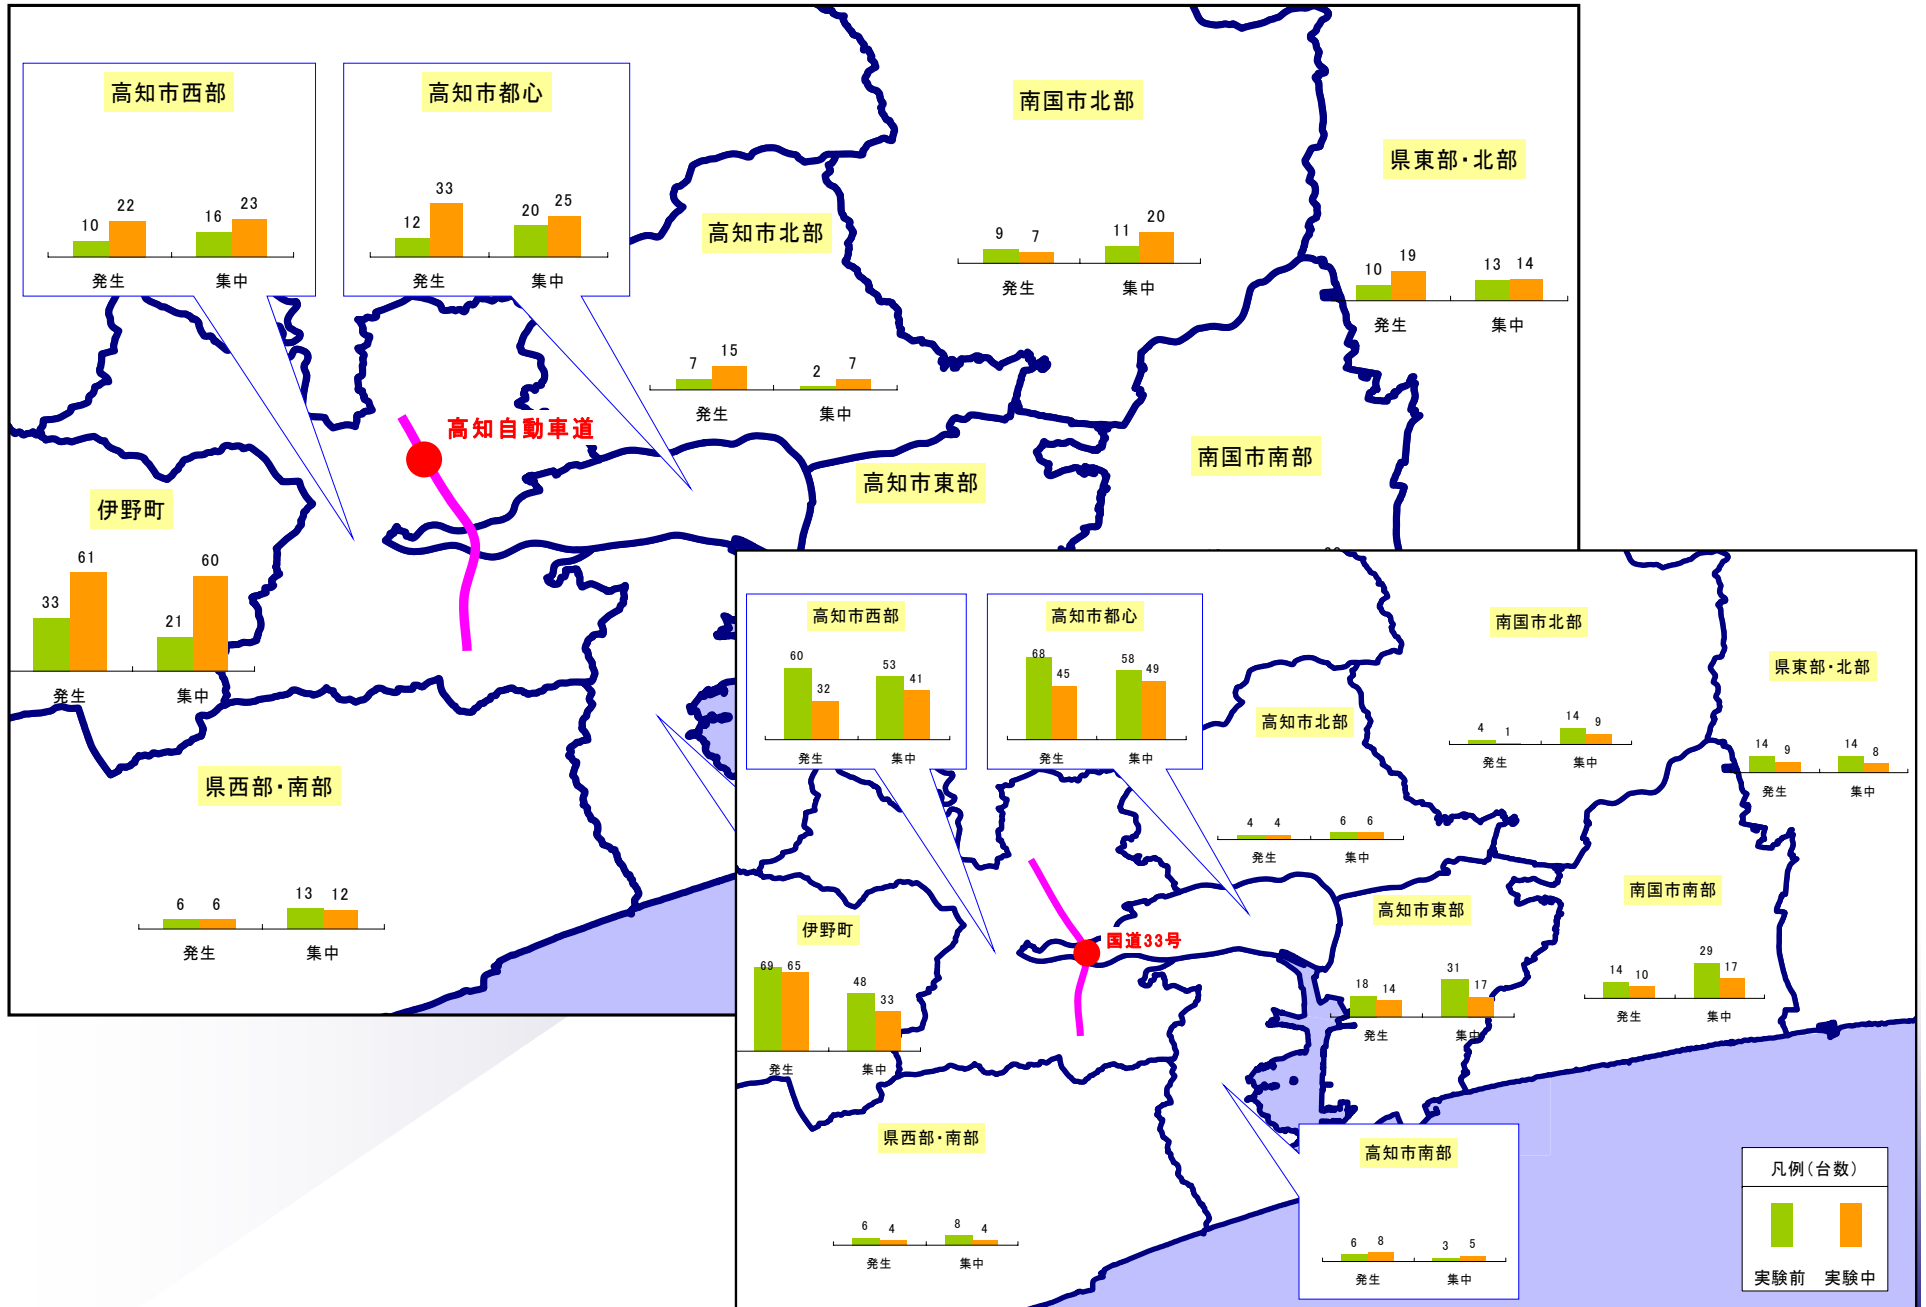 高知市西部
10 22 16 23
発生 集中
高知市都心
12 33 20 25
発生 集中
南国市北部
9 7 11 20
発生 集中
県東部・北部
10 19 13 14
発生 集中
高知市北部
7 15 2 7
発生 集中
高知自動車道
高知市東部
南国市南部
伊野町
33 61 21 60
発生 集中
県西部・南部
6 6 13 12
発生 集中
高知市西部
60 32 53 41
発生 集中
高知市都心
68 45 58 49
発生 集中
南国市北部
4 1 14 9
発生 集中
県東部・北部
14 9 14 8
発生 集中
高知市北部
4 4 6 6
発生 集中
国道33号
高知市東部
18 14 31 17
発生 集中
南国市南部
14 10 29 17
発生 集中
伊野町
69 65 48 33
発生 集中
県西部・南部
6 4 8 4
発生 集中
高知市南部
6 8 3 5
発生 集中
凡例(台数)
実験前 実験中